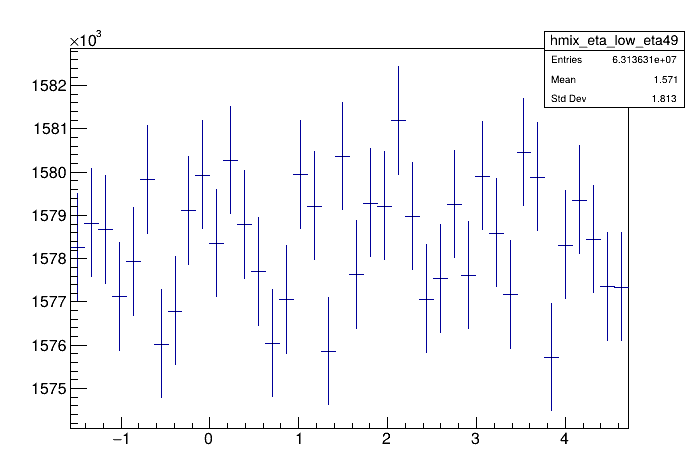 ×10³
hmix_eta_low_eta49
Entries 6.313631e+07
Mean 1.571
Std Dev 1.813
1582
1581
1580
1579
1578
1577
1576
1575
−1 0 1 2 3 4